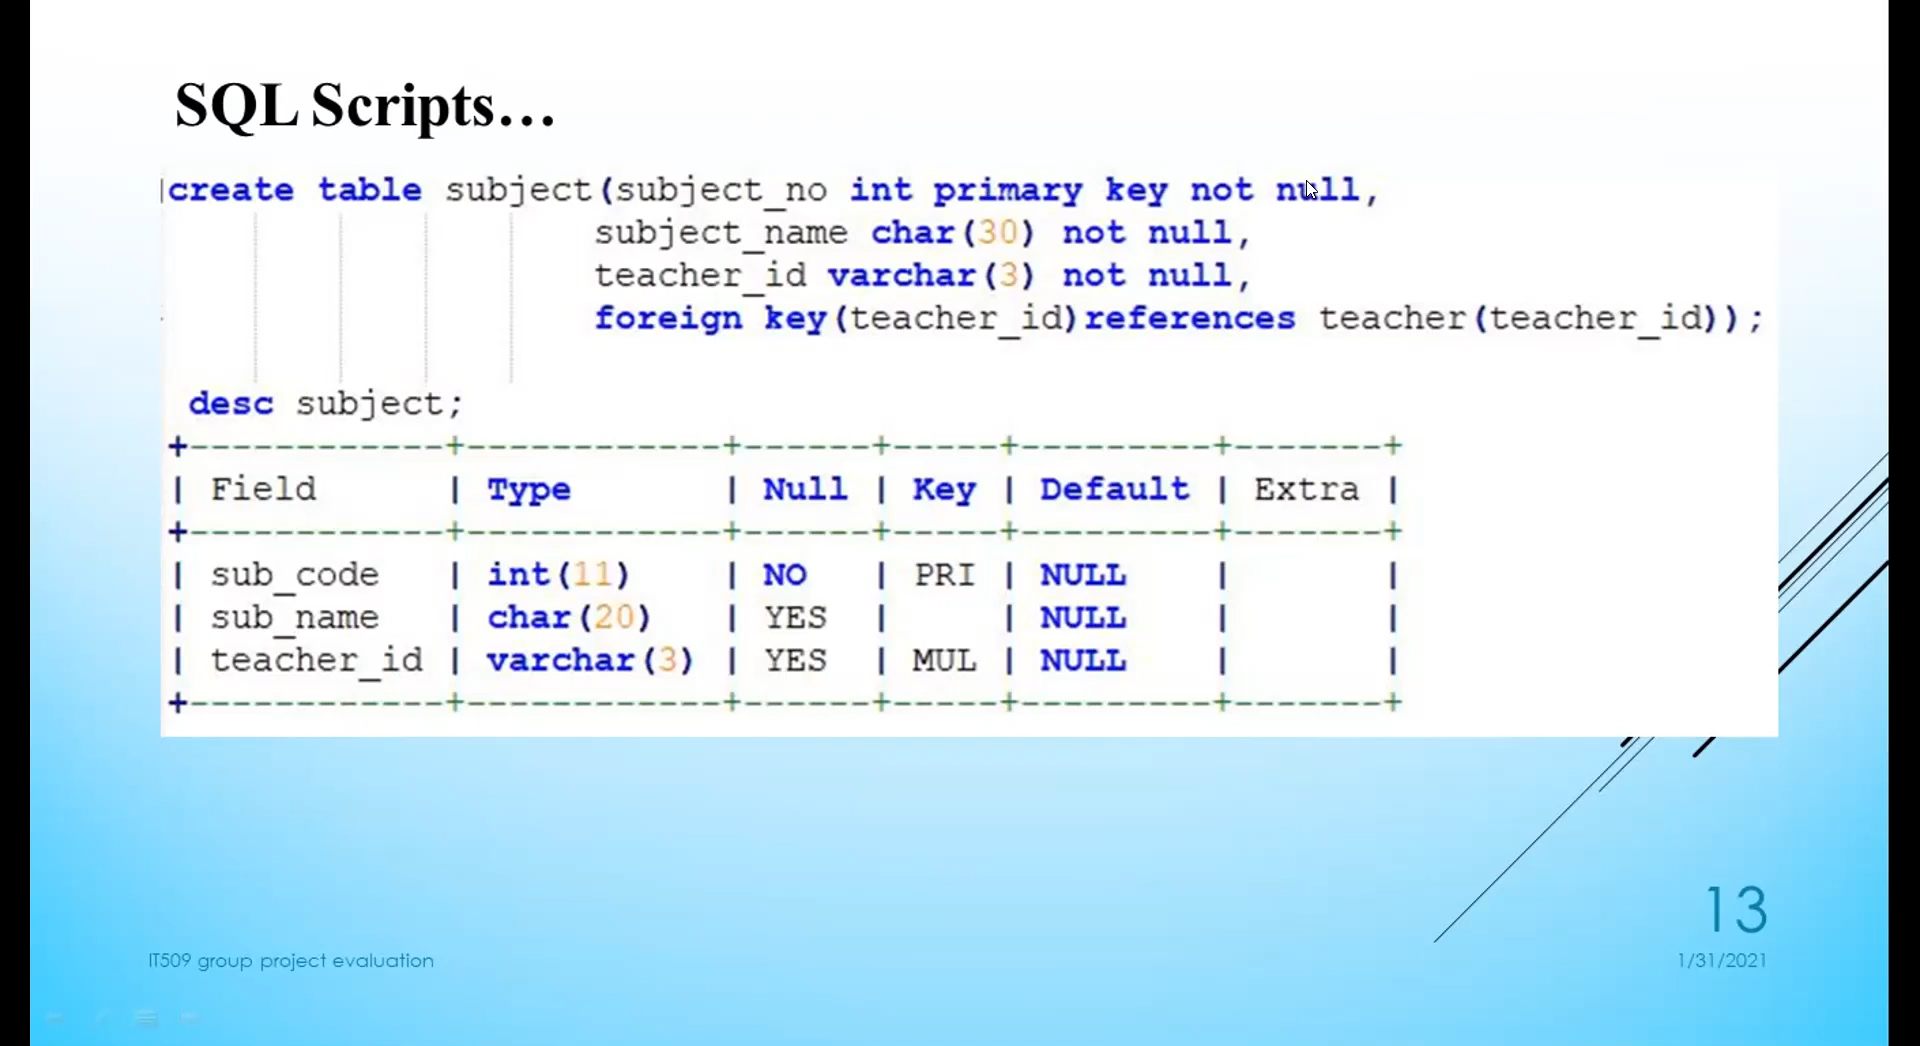 SQL Scripts…
create table subject(subject_no int primary key not null,
subject_name char(30) not null,
teacher_id varchar(3) not null,
foreign key(teacher_id)references teacher(teacher_id));
desc subject;
+------------+------------+------+-----+---------+-------+
| Field      | Type       | Null | Key | Default | Extra |
+------------+------------+------+-----+---------+-------+
| sub_code   | int(11)    | NO   | PRI | NULL    |       |
| sub_name   | char(20)   | YES  |     | NULL    |       |
| teacher_id | varchar(3) | YES  | MUL | NULL    |       |
+------------+------------+------+-----+---------+-------+
13
IT509 group project evaluation
1/31/2021